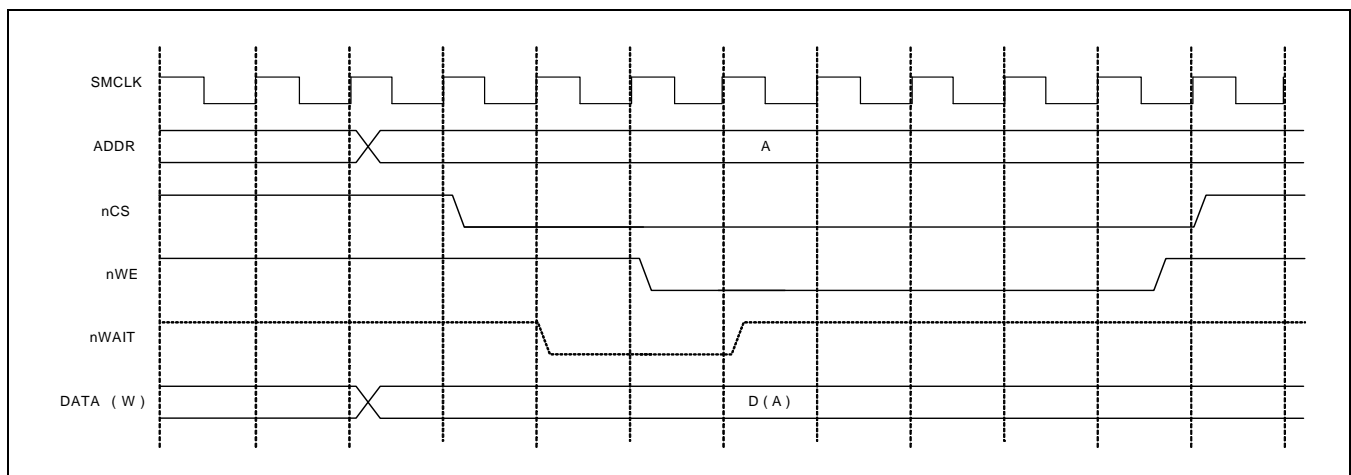 SMCLK
ADDR
A
nCS
nWE
nWAIT
DATA (W)
D(A)